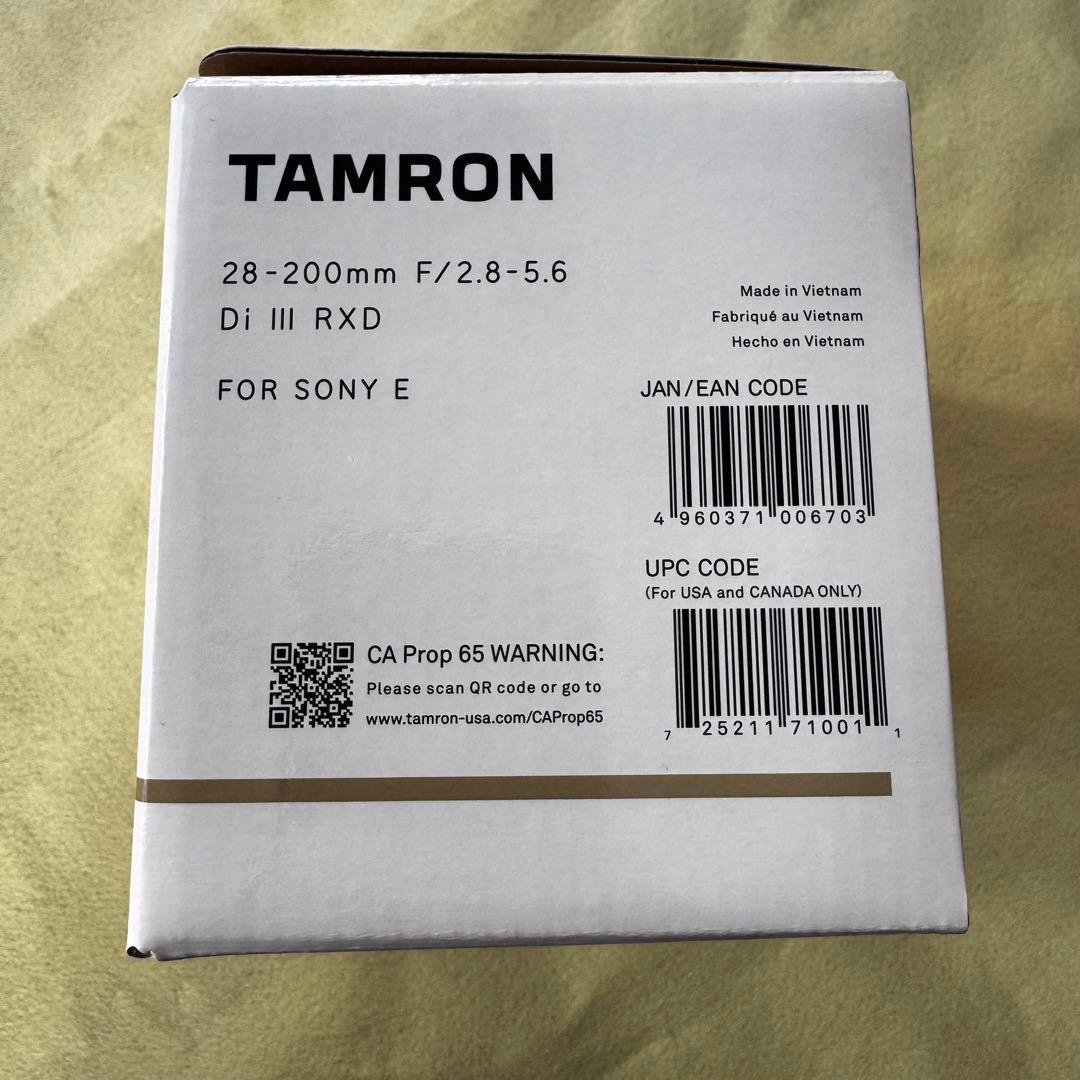 TAMRON
28-200mm F/2.8-5.6
Di III RXD
FOR SONY E
Made in Vietnam
Fabriqué au Vietnam
Hecho en Vietnam
JAN/EAN CODE
4 960371 006703
UPC CODE
(For USA and CANADA ONLY)
7 25211 71001 1
CA Prop 65 WARNING:
Please scan QR code or go to
www.tamron-usa.com/CAProp65